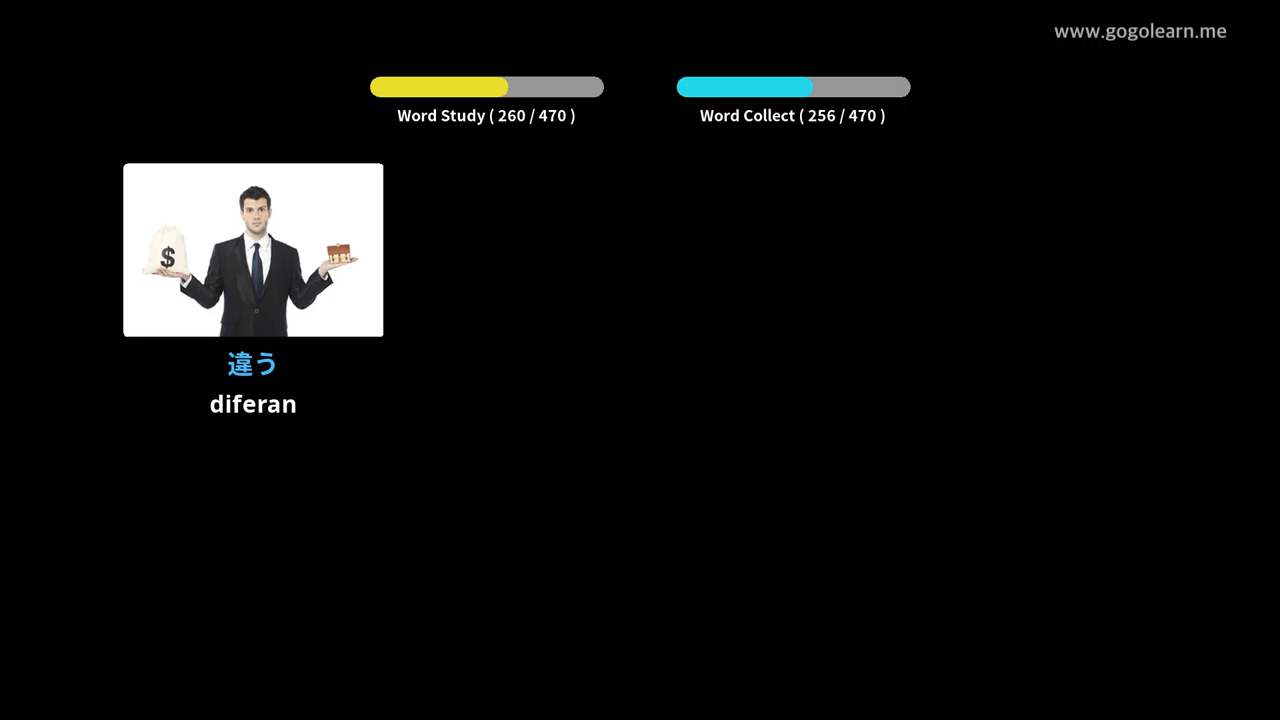 www.gogolearn.me
Word Study ( 260 / 470 )
Word Collect ( 256 / 470 )
$
違う
diferan